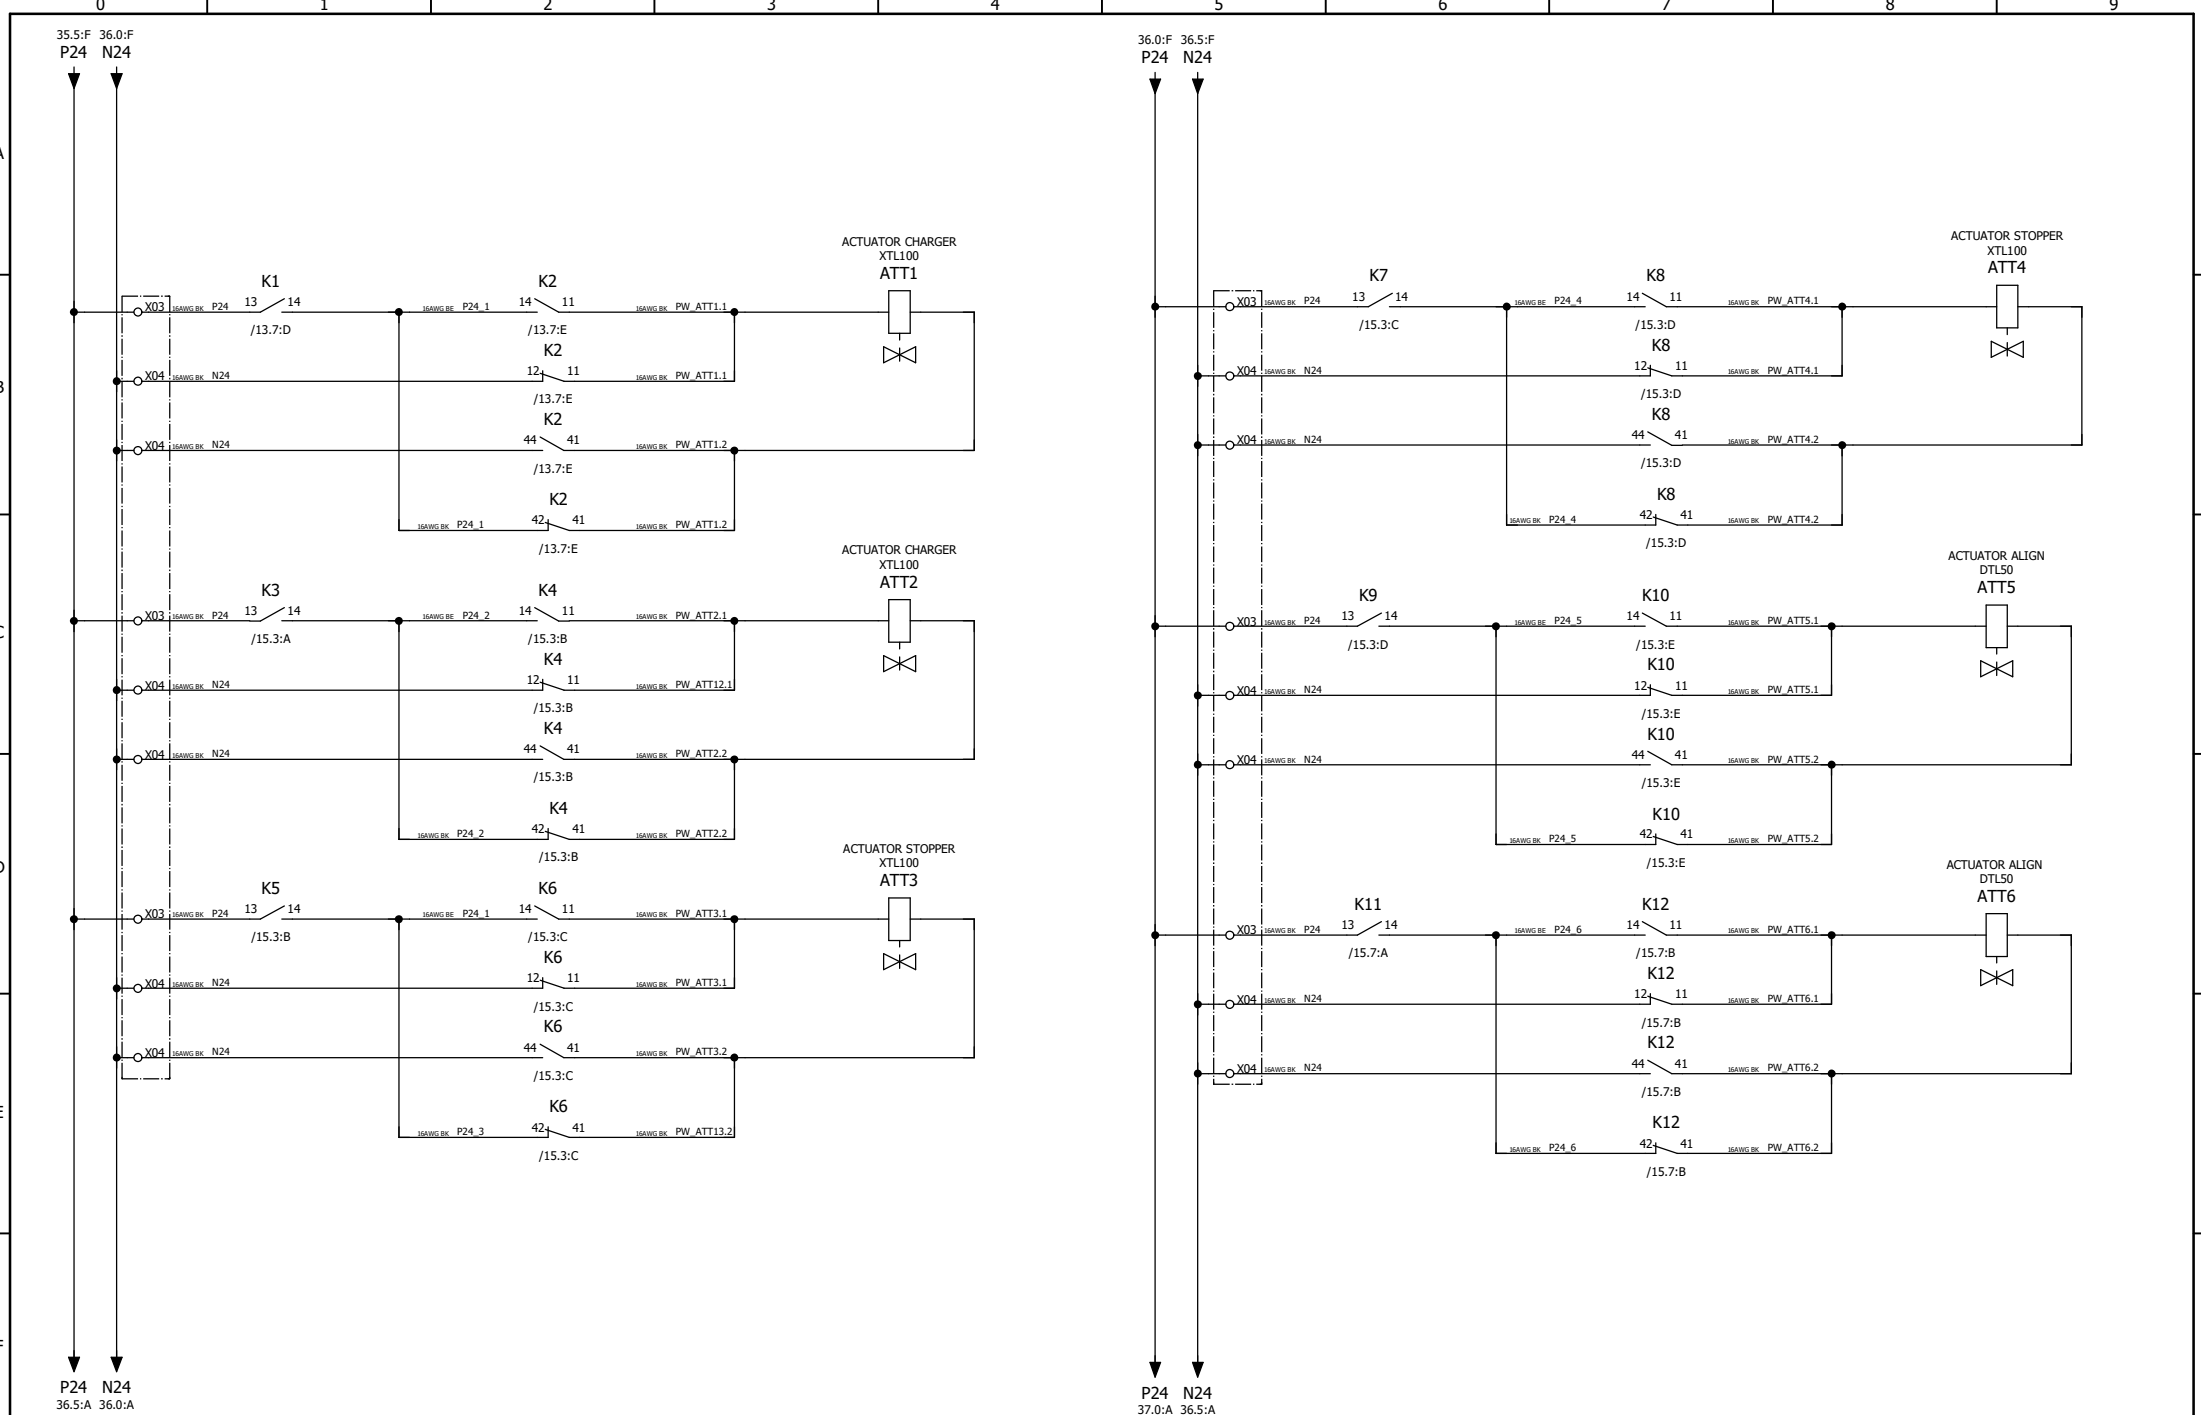 0 1 2 3 4 5 6 7 8 9
35.5:F 36.0:F
P24 N24
ACTUATOR CHARGER
XTL100
ATT1
K1 K2
X03 16AWG BK P24 13 14 16AWG BE P24_1 14 11 16AWG BK PW_ATT1.1
/13.7:D /13.7:E
K2
X04 16AWG BK N24 12 11 16AWG BK PW_ATT1.1
/13.7:E
K2
X04 16AWG BK N24 44 41 16AWG BK PW_ATT1.2
/13.7:E
K2
16AWG BK P24_1 42 41 16AWG BK PW_ATT1.2
/13.7:E
ACTUATOR CHARGER
XTL100
ATT2
K3 K4
X03 16AWG BK P24 13 14 16AWG BE P24_2 14 11 16AWG BK PW_ATT2.1
/15.3:A /15.3:B
K4
X04 16AWG BK N24 12 11 16AWG BK PW_ATT12.1
/15.3:B
K4
X04 16AWG BK N24 44 41 16AWG BK PW_ATT2.2
/15.3:B
K4
16AWG BK P24_2 42 41 16AWG BK PW_ATT2.2
/15.3:B
ACTUATOR STOPPER
XTL100
ATT3
K5 K6
X03 16AWG BK P24 13 14 16AWG BE P24_1 14 11 16AWG BK PW_ATT3.1
/15.3:B /15.3:C
K6
X04 16AWG BK N24 12 11 16AWG BK PW_ATT3.1
/15.3:C
K6
X04 16AWG BK N24 44 41 16AWG BK PW_ATT3.2
/15.3:C
K6
16AWG BK P24_3 42 41 16AWG BK PW_ATT13.2
/15.3:C
P24 N24
36.5:A 36.0:A
36.0:F 36.5:F
P24 N24
ACTUATOR STOPPER
XTL100
ATT4
K7 K8
X03 16AWG BK P24 13 14 16AWG BE P24_4 14 11 16AWG BK PW_ATT4.1
/15.3:C /15.3:D
K8
X04 16AWG BK N24 12 11 16AWG BK PW_ATT4.1
/15.3:D
K8
X04 16AWG BK N24 44 41 16AWG BK PW_ATT4.2
/15.3:D
K8
16AWG BK P24_4 42 41 16AWG BK PW_ATT4.2
/15.3:D
ACTUATOR ALIGN
DTL50
ATT5
K9 K10
X03 16AWG BK P24 13 14 16AWG BE P24_5 14 11 16AWG BK PW_ATT5.1
/15.3:D /15.3:E
K10
X04 16AWG BK N24 12 11 16AWG BK PW_ATT5.1
/15.3:E
K10
X04 16AWG BK N24 44 41 16AWG BK PW_ATT5.2
/15.3:E
K10
16AWG BK P24_5 42 41 16AWG BK PW_ATT5.2
/15.3:E
ACTUATOR ALIGN
DTL50
ATT6
K11 K12
X03 16AWG BK P24 13 14 16AWG BE P24_6 14 11 16AWG BK PW_ATT6.1
/15.7:A /15.7:B
K12
X04 16AWG BK N24 12 11 16AWG BK PW_ATT6.1
/15.7:B
K12
X04 16AWG BK N24 44 41 16AWG BK PW_ATT6.2
/15.7:B
K12
16AWG BK P24_6 42 41 16AWG BK PW_ATT6.2
/15.7:B
P24 N24
37.0:A 36.5:A